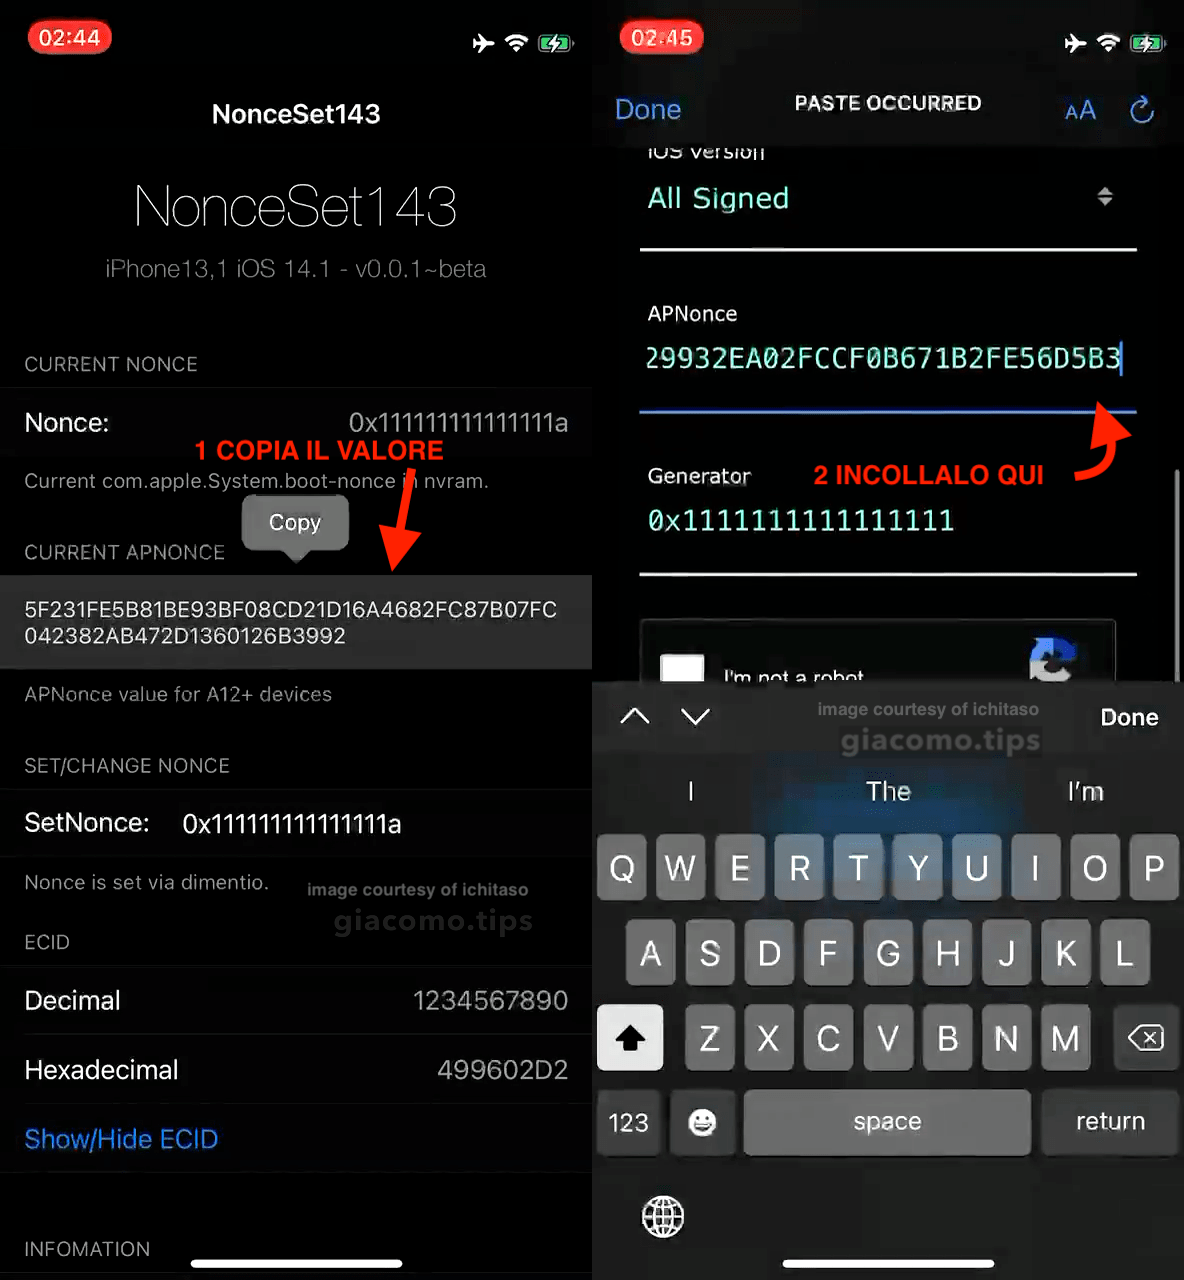 02:44
NonceSet143
NonceSet143
iPhone13,1 iOS 14.1 - v0.0.1~beta
CURRENT NONCE
Nonce: 0x111111111111111a
1 COPIA IL VALORE
Current com.apple.System.boot-nonce in nvram.
Copy
CURRENT APNONCE
5F231FE5B81BE93BF08CD21D16A4682FC87B07FC
042382AB472D1360126B3992
APNonce value for A12+ devices
SET/CHANGE NONCE
SetNonce: 0x111111111111111a
Nonce is set via dimentio.
image courtesy of ichitaso
giacomo.tips
ECID
Decimal 1234567890
Hexadecimal 499602D2
Show/Hide ECID
INFOMATION
02:45
Done PASTE OCCURRED AA
iOS Version
All Signed
APNonce
29932EA02FCCF0B671B2FE56D5B3
Generator
2 INCOLLALO QUI
0x1111111111111111
I'm not a robot
image courtesy of ichitaso
giacomo.tips
Done
I The I'm
Q W E R T Y U I O P
A S D F G H J K L
Z X C V B N M
123 space return